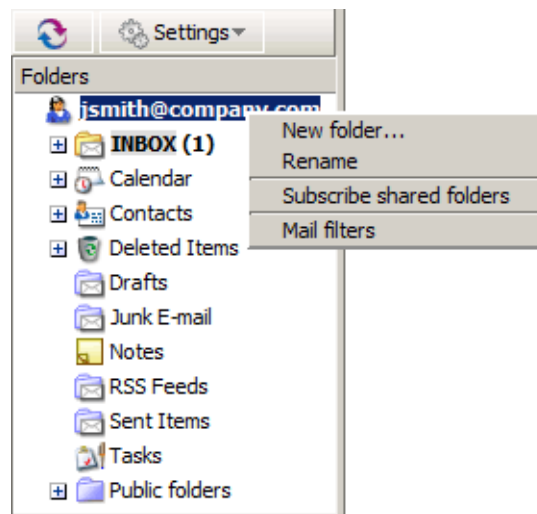 Settings
Folders
jsmith@company.com
New folder...
INBOX (1)
Rename
Calendar
Subscribe shared folders
Contacts
Mail filters
Deleted Items
Drafts
Junk E-mail
Notes
RSS Feeds
Sent Items
Tasks
Public folders